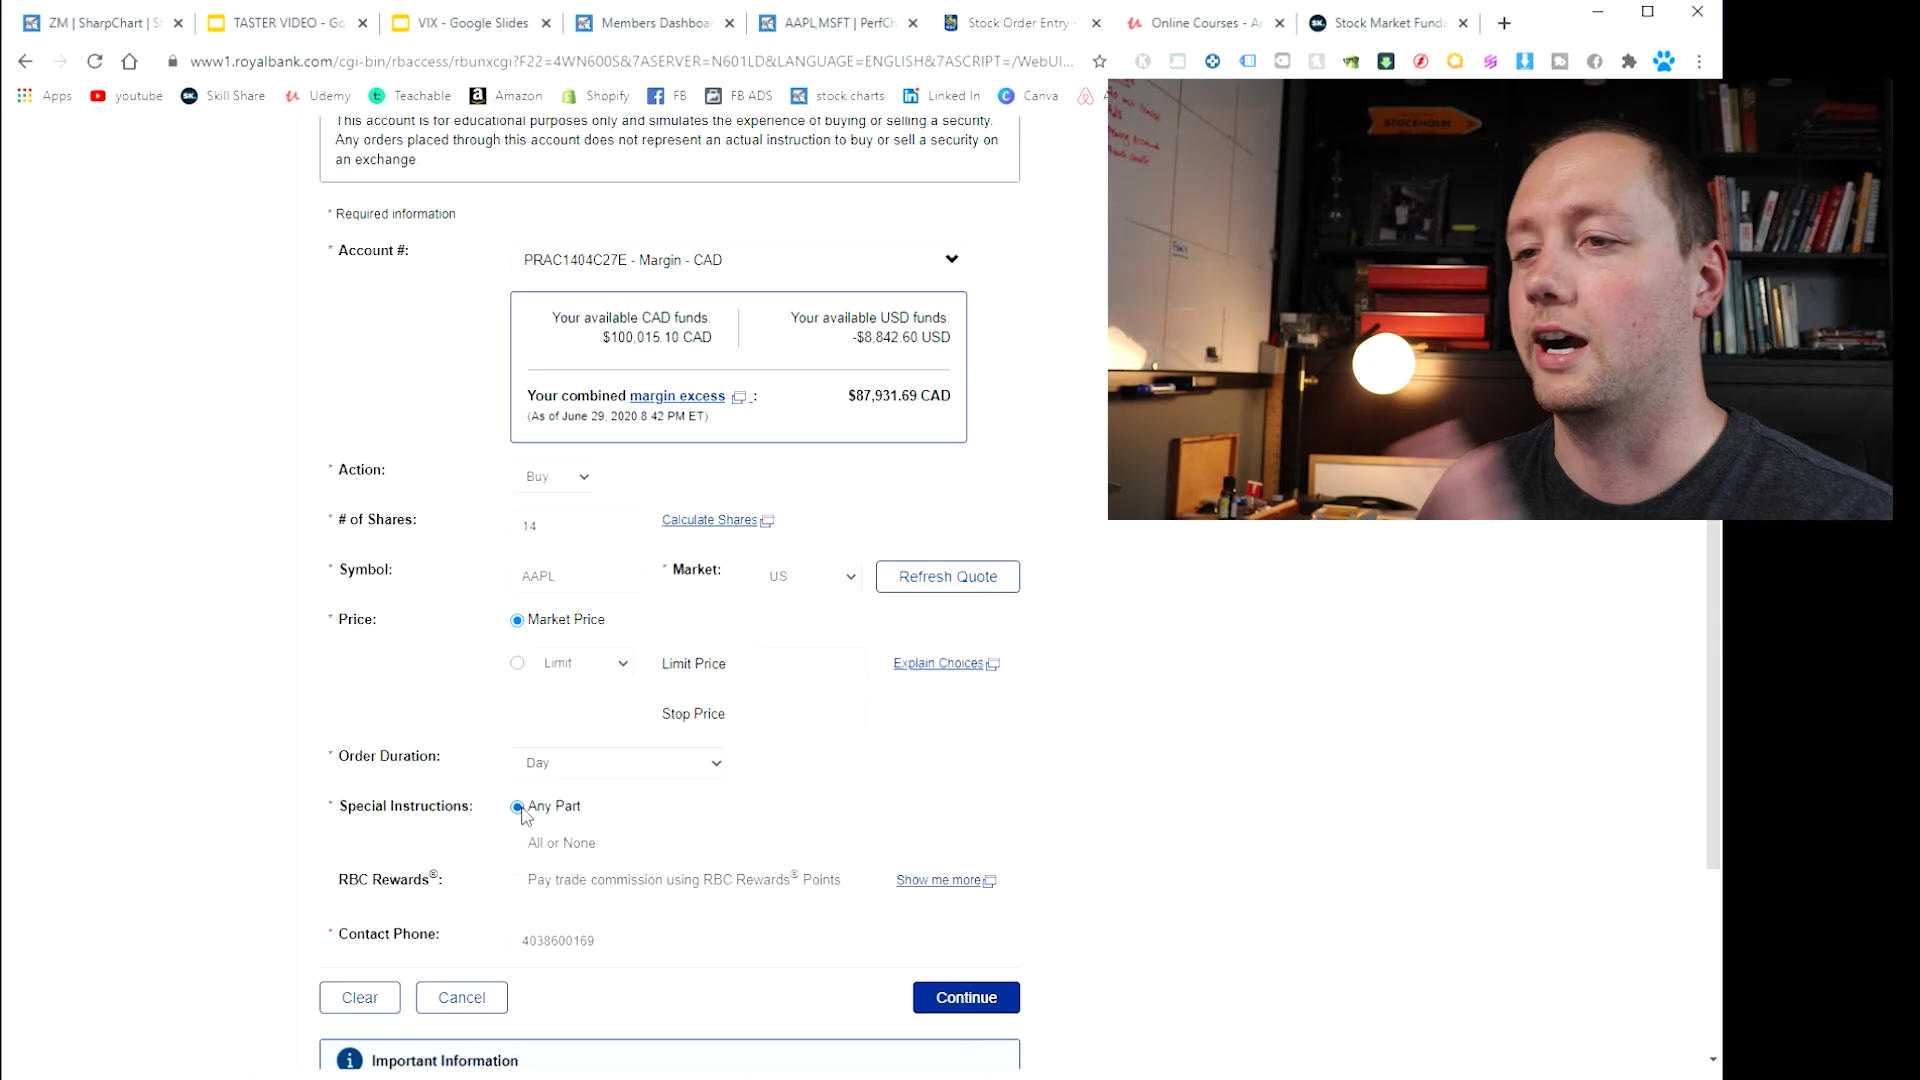 ZM | SharpChart | S
TASTER VIDEO - Go
VIX - Google Slides
Members Dashboa
AAPL,MSFT | PerfCh
Stock Order Entry -
Online Courses - A
Stock Market Funda
www1.royalbank.com/cgi-bin/rbaccess/rbunxcgi?F22=4WN600S&7ASERVER=N601LD&LANGUAGE=ENGLISH&7ASCRIPT=/WebUI...
Apps youtube Skill Share Udemy Teachable Amazon Shopify FB FB ADS stock charts Linked In Canva
This account is for educational purposes only and simulates the experience of buying or selling a security.
Any orders placed through this account does not represent an actual instruction to buy or sell a security on
an exchange.
* Required information
* Account #:
PRAC1404C27E - Margin - CAD
Your available CAD funds:
$100,015.10 CAD
Your available USD funds:
-$8,842.60 USD
Your combined margin excess : $87,931.69 CAD
(As of June 29, 2020 8:42 PM ET)
* Action: Buy
* # of Shares: 14 Calculate Shares
* Symbol: AAPL * Market: US Refresh Quote
* Price: Market Price
Limit Limit Price Explain Choices
Stop Price
* Order Duration: Day
* Special Instructions: Any Part
All or None
RBC Rewards®: Pay trade commission using RBC Rewards® Points Show me more
* Contact Phone: 4038600169
Clear Cancel Continue
Important Information
STOCKHOLM